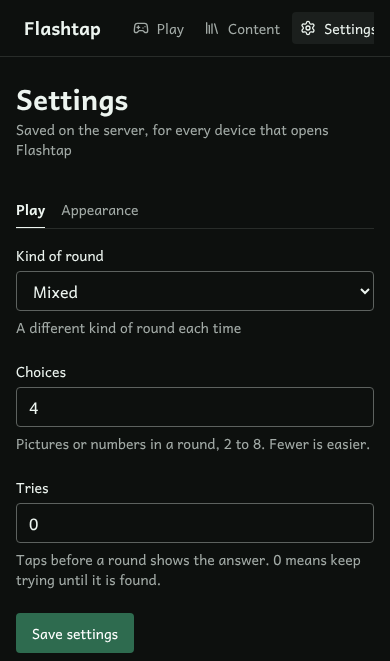 Flashtap
Play
Content
Settings
Settings
Saved on the server, for every device that opens
Flashtap
Play
Appearance
Kind of round
Mixed
A different kind of round each time
Choices
4
Pictures or numbers in a round, 2 to 8. Fewer is easier.
Tries
0
Taps before a round shows the answer. 0 means keep
trying until it is found.
Save settings